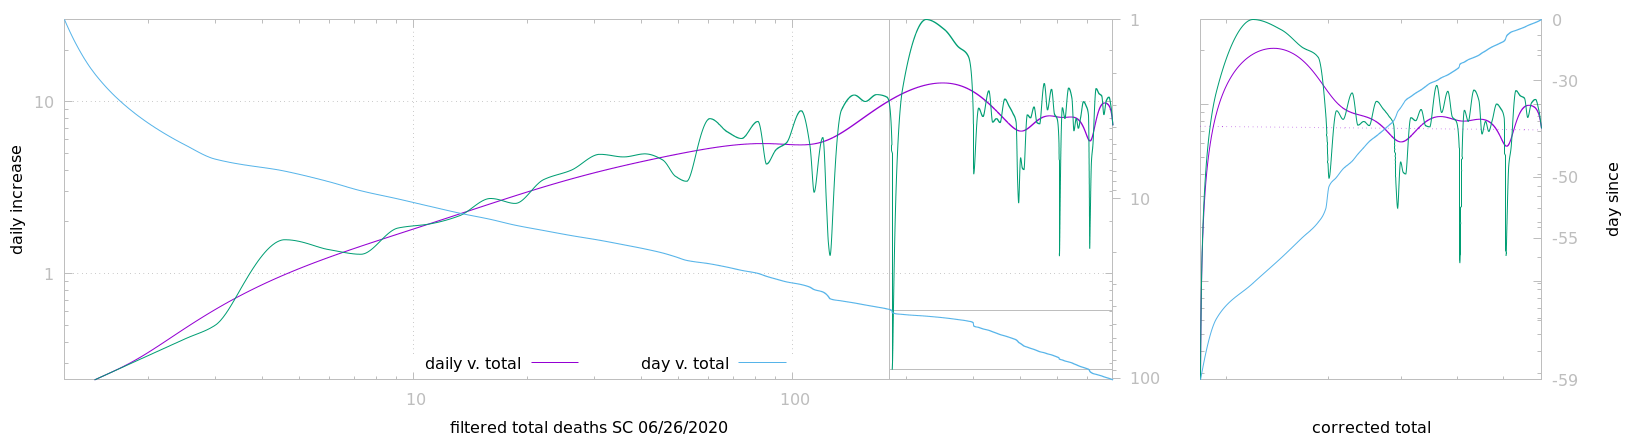 daily increase
10
1
10
100
daily v. total
day v. total
filtered total deaths SC 06/26/2020
1
10
100
0
-30
-50
-55
-59
day since
corrected total